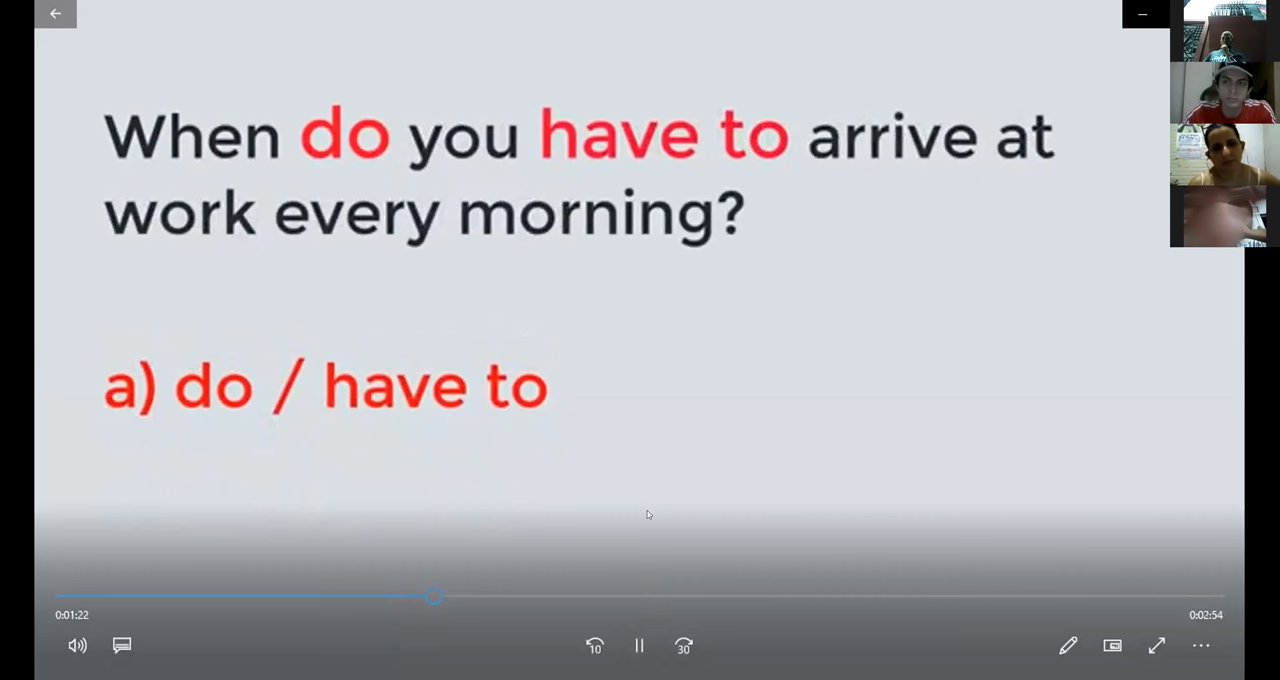 When do you have to arrive at
work every morning?
a) do / have to
0:01:22
0:02:54
10
30